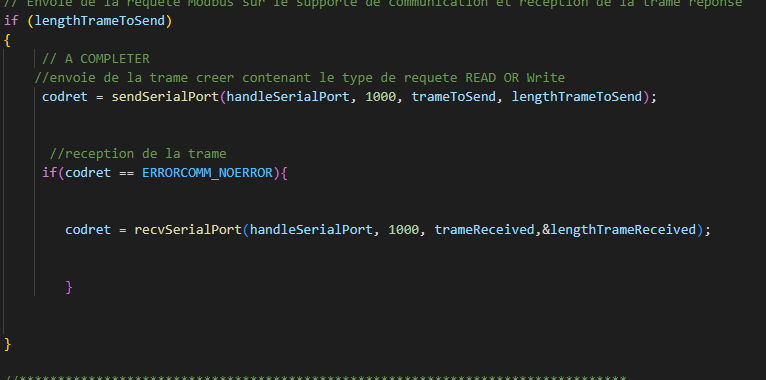 // Envoie de la requete Modbus sur le supporte de communication et reception de la trame reponse
if (lengthTrameToSend)
{
// A COMPLETER
//envoie de la trame creer contenant le type de requete READ OR Write
codret = sendSerialPort(handleSerialPort, 1000, trameToSend, lengthTrameToSend);
//reception de la trame
if(codret == ERRORCOMM_NOERROR){
codret = recvSerialPort(handleSerialPort, 1000, trameReceived,&lengthTrameReceived);
}
}
//*******************************************************************************